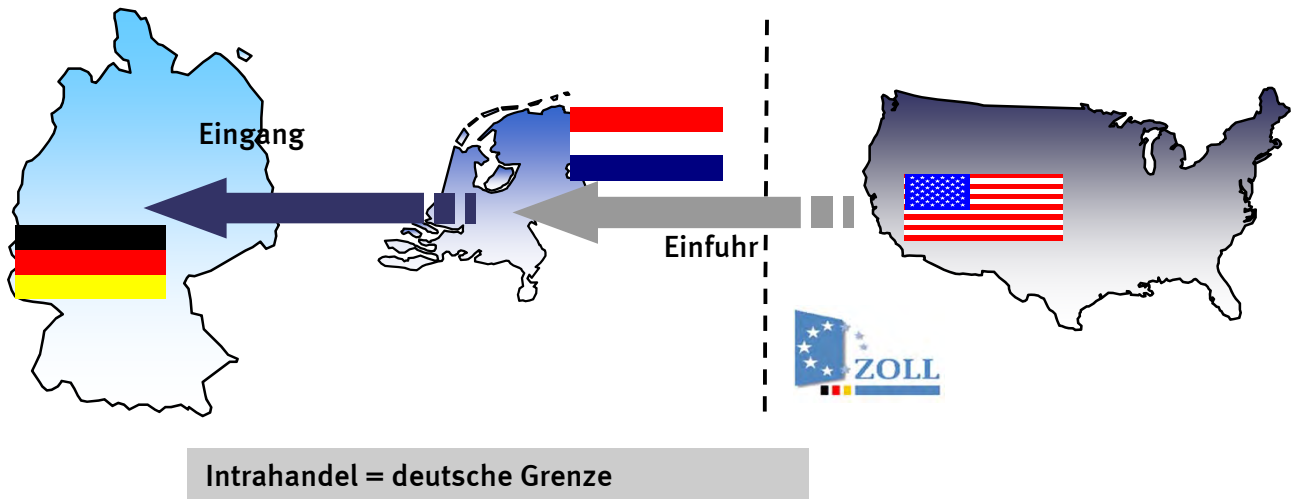 Eingang
Einfuhr
ZOLL
Intrahandel = deutsche Grenze